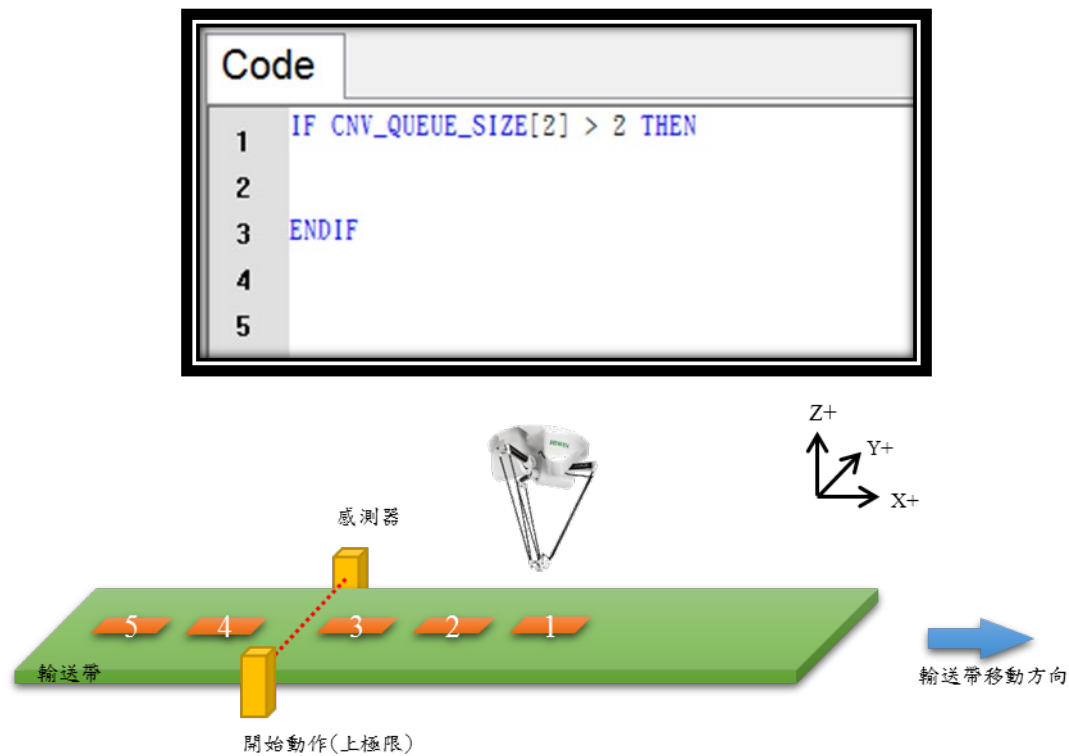 Code
1 IF CNV_QUEUE_SIZE[2] > 2 THEN
2
3 ENDIF
4
5
Z+
Y+
X+
感測器
5 4 3 2 1
輸送帶
輸送帶移動方向
開始動作(上極限)